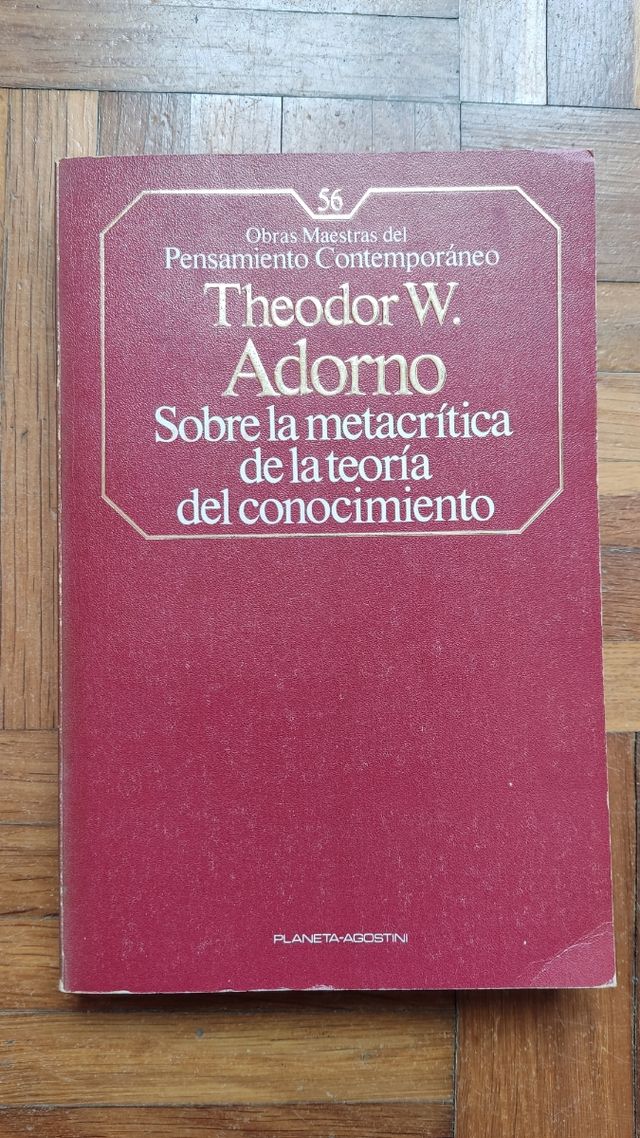 56
Obras Maestras del
Pensamiento Contemporáneo
Theodor W.
Adorno
Sobre la metacrítica
de la teoría
del conocimiento
PLANETA-AGOSTINI